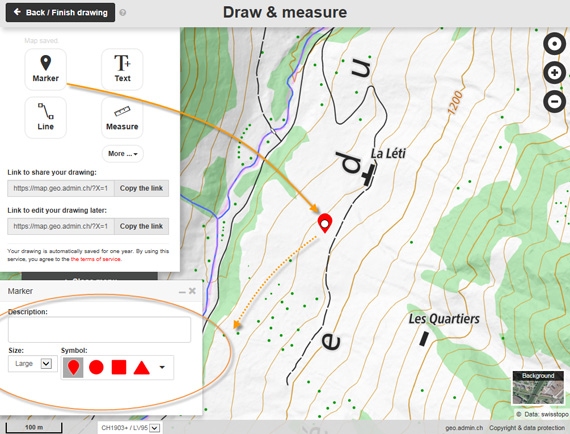 Back / Finish drawing
Draw & measure
Map saved
Marker
Text
Line
Measure
More ...
Link to share your drawing:
https://map.geo.admin.ch/?X=1
Copy the link
Link to edit your drawing later:
https://map.geo.admin.ch/?X=1
Copy the link
Your drawing is automatically saved for one year. By using
this service, you agree to the terms of service.
Marker
Description:
Size:
Symbol:
Large
u
d
e
1200
La Léti
Les Quartiers
Background
© Data: swisstopo
100 m
CH1903+ / LV95
geo.admin.ch
Copyright & data protection